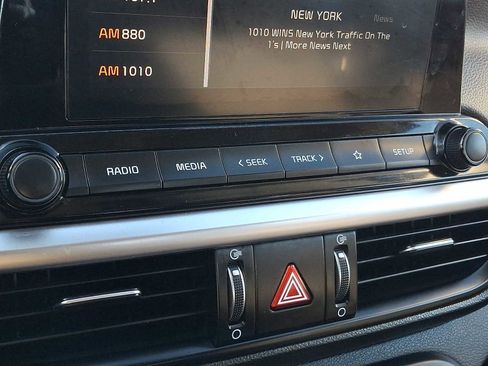 NEW YORK
News
AM 880
1010 WINS New York Traffic On The
1's | More News Next
AM 1010
RADIO
MEDIA
< SEEK
TRACK >
SETUP